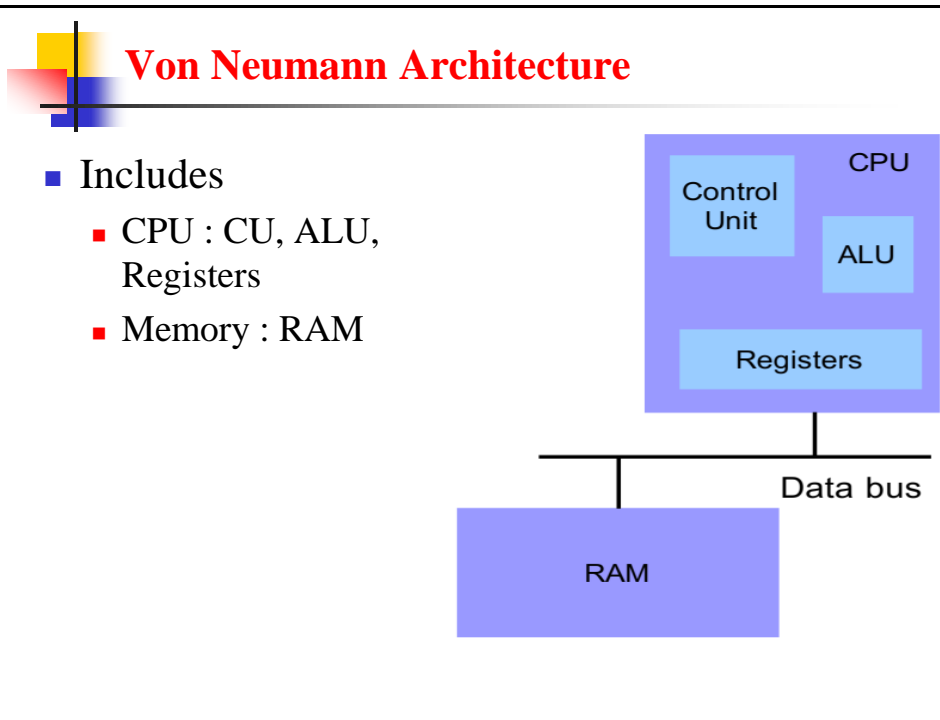 Von Neumann Architecture
Includes
CPU : CU, ALU,
Registers
Memory : RAM
CPU
Control
Unit
ALU
Registers
Data bus
RAM